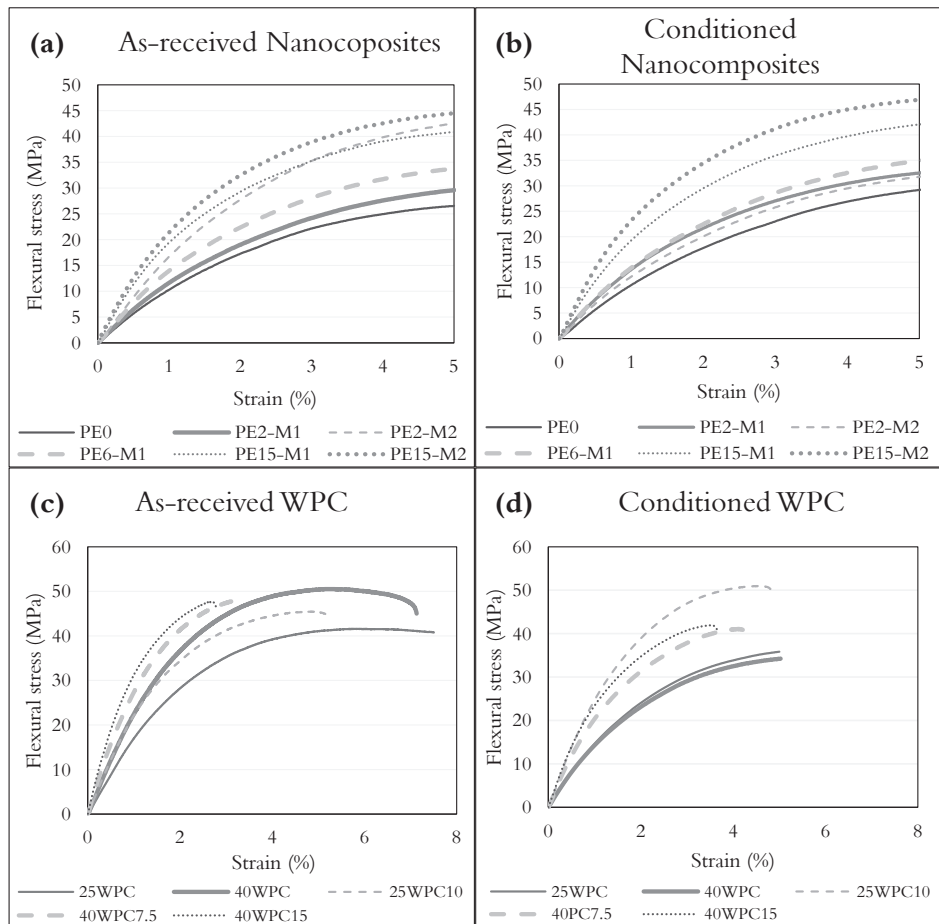 (a) As-received Nanocoposites
50
45
40
35
30
25
20
15
10
5
0
Flexural stress (MPa)
0 1 2 3 4 5
Strain (%)
PE0 PE2-M1 PE2-M2
PE6-M1 PE15-M1 PE15-M2
(b) Conditioned
Nanocomposites
50
45
40
35
30
25
20
15
10
5
0
Flexural stress (MPa)
0 1 2 3 4 5
Strain (%)
PE0 PE2-M1 PE2-M2
PE6-M1 PE15-M1 PE15-M2
(c) As-received WPC
60
50
40
30
20
10
0
Flexural stress (MPa)
0 2 4 6 8
Strain (%)
25WPC 40WPC 25WPC10
40WPC7.5 40WPC15
(d) Conditioned WPC
60
50
40
30
20
10
0
Flexural stress (MPa)
0 2 4 6 8
Strain (%)
25WPC 40WPC 25WPC10
40PC7.5 40WPC15